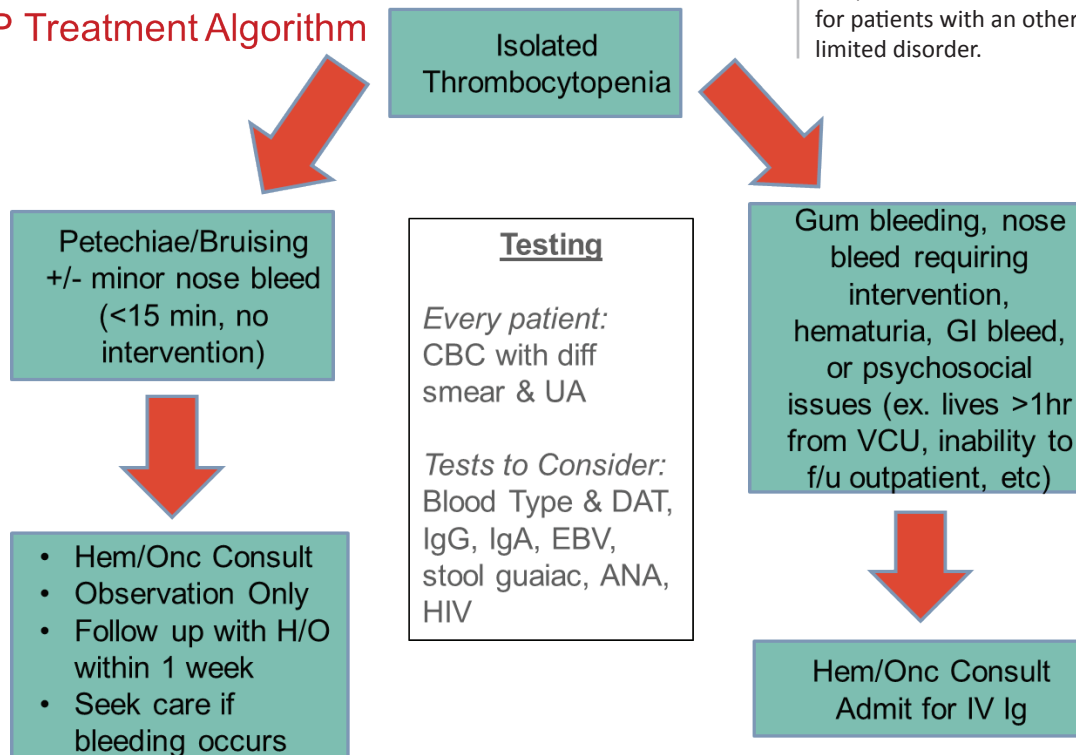 P Treatment Algorithm
for patients with an other
limited disorder.
Isolated
Thrombocytopenia
Petechiae/Bruising
+/- minor nose bleed
(<15 min, no
intervention)
Testing
Every patient:
CBC with diff
smear & UA
Tests to Consider:
Blood Type & DAT,
IgG, IgA, EBV,
stool guaiac, ANA,
HIV
Gum bleeding, nose
bleed requiring
intervention,
hematuria, GI bleed,
or psychosocial
issues (ex. lives >1hr
from VCU, inability to
f/u outpatient, etc)
• Hem/Onc Consult
• Observation Only
• Follow up with H/O
within 1 week
• Seek care if
bleeding occurs
Hem/Onc Consult
Admit for IV Ig